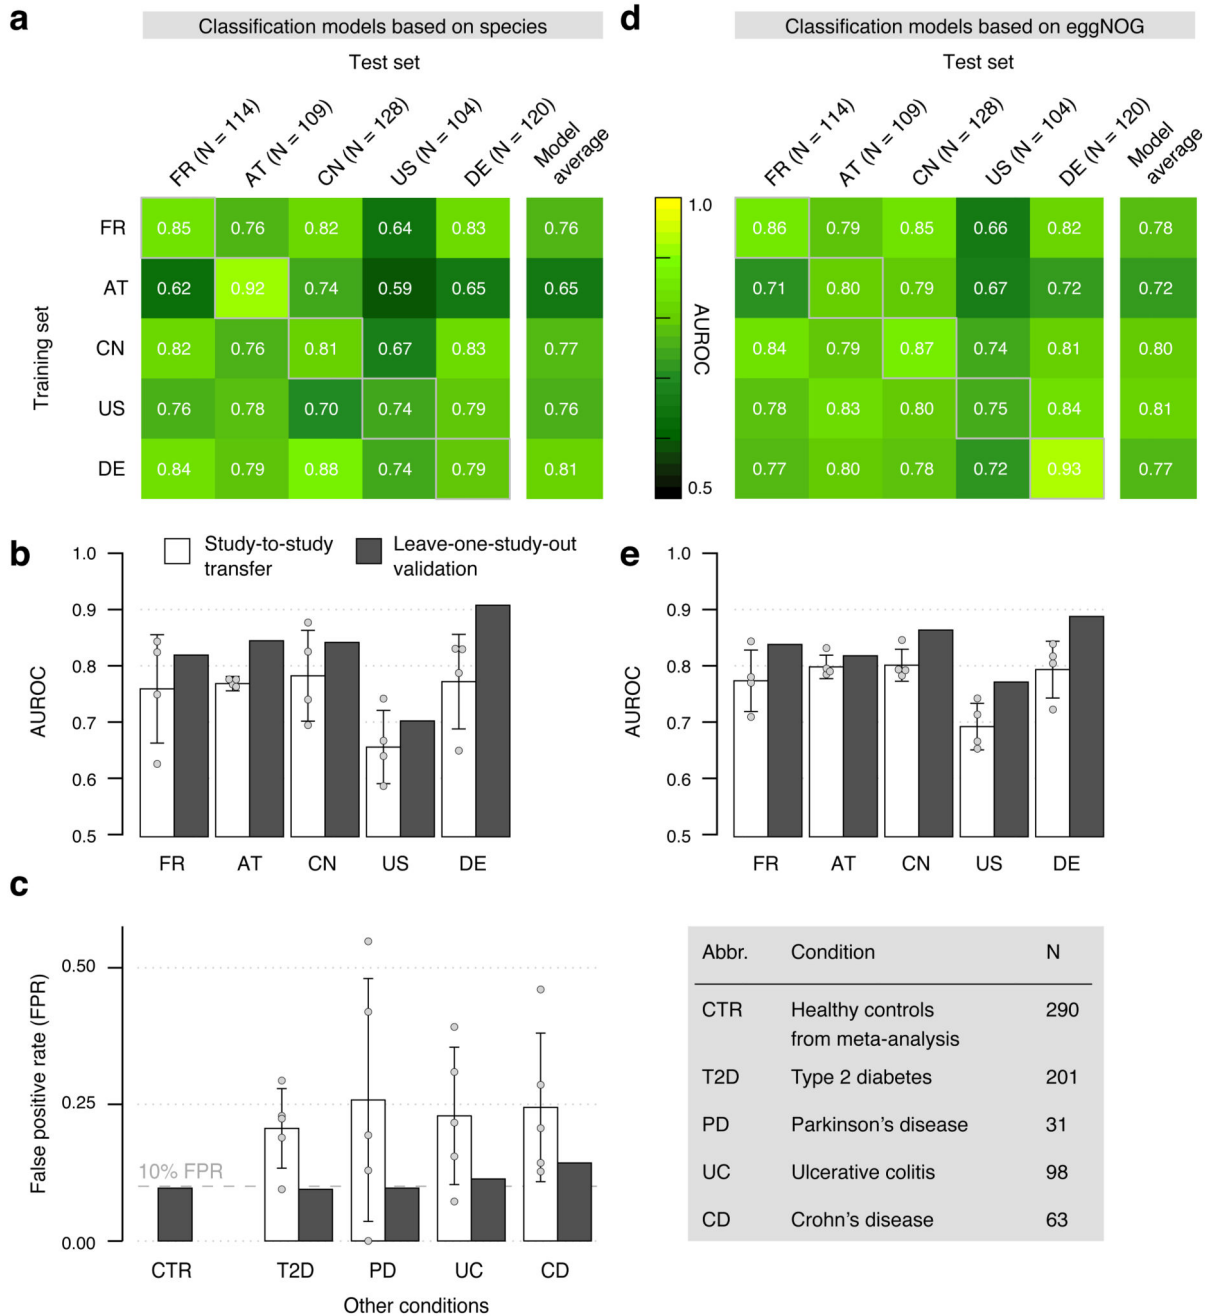 a
Classification models based on species
Test set
FR (N = 114)
AT (N = 109)
CN (N = 128)
US (N = 104)
DE (N = 120)
Model
average
Training set
FR 0.85 0.76 0.82 0.64 0.83 0.76
AT 0.62 0.92 0.74 0.59 0.65 0.65
CN 0.82 0.76 0.81 0.67 0.83 0.77
US 0.76 0.78 0.70 0.74 0.79 0.76
DE 0.84 0.79 0.88 0.74 0.79 0.81
1.0
AUROC
0.5
d
Classification models based on eggNOG
Test set
FR (N = 114)
AT (N = 109)
CN (N = 128)
US (N = 104)
DE (N = 120)
Model
average
0.86 0.79 0.85 0.66 0.82 0.78
0.71 0.80 0.79 0.67 0.72 0.72
0.84 0.79 0.87 0.74 0.81 0.80
0.78 0.83 0.80 0.75 0.84 0.81
0.77 0.80 0.78 0.72 0.93 0.77
b
Study-to-study
transfer
Leave-one-study-out
validation
AUROC
1.0
0.9
0.8
0.7
0.6
0.5
FR AT CN US DE
e
AUROC
1.0
0.9
0.8
0.7
0.6
0.5
FR AT CN US DE
c
False positive rate (FPR)
0.50
0.25
0.00
10% FPR
CTR T2D PD UC CD
Other conditions
Abbr. Condition N
CTR Healthy controls 290
from meta-analysis
T2D Type 2 diabetes 201
PD Parkinson's disease 31
UC Ulcerative colitis 98
CD Crohn's disease 63